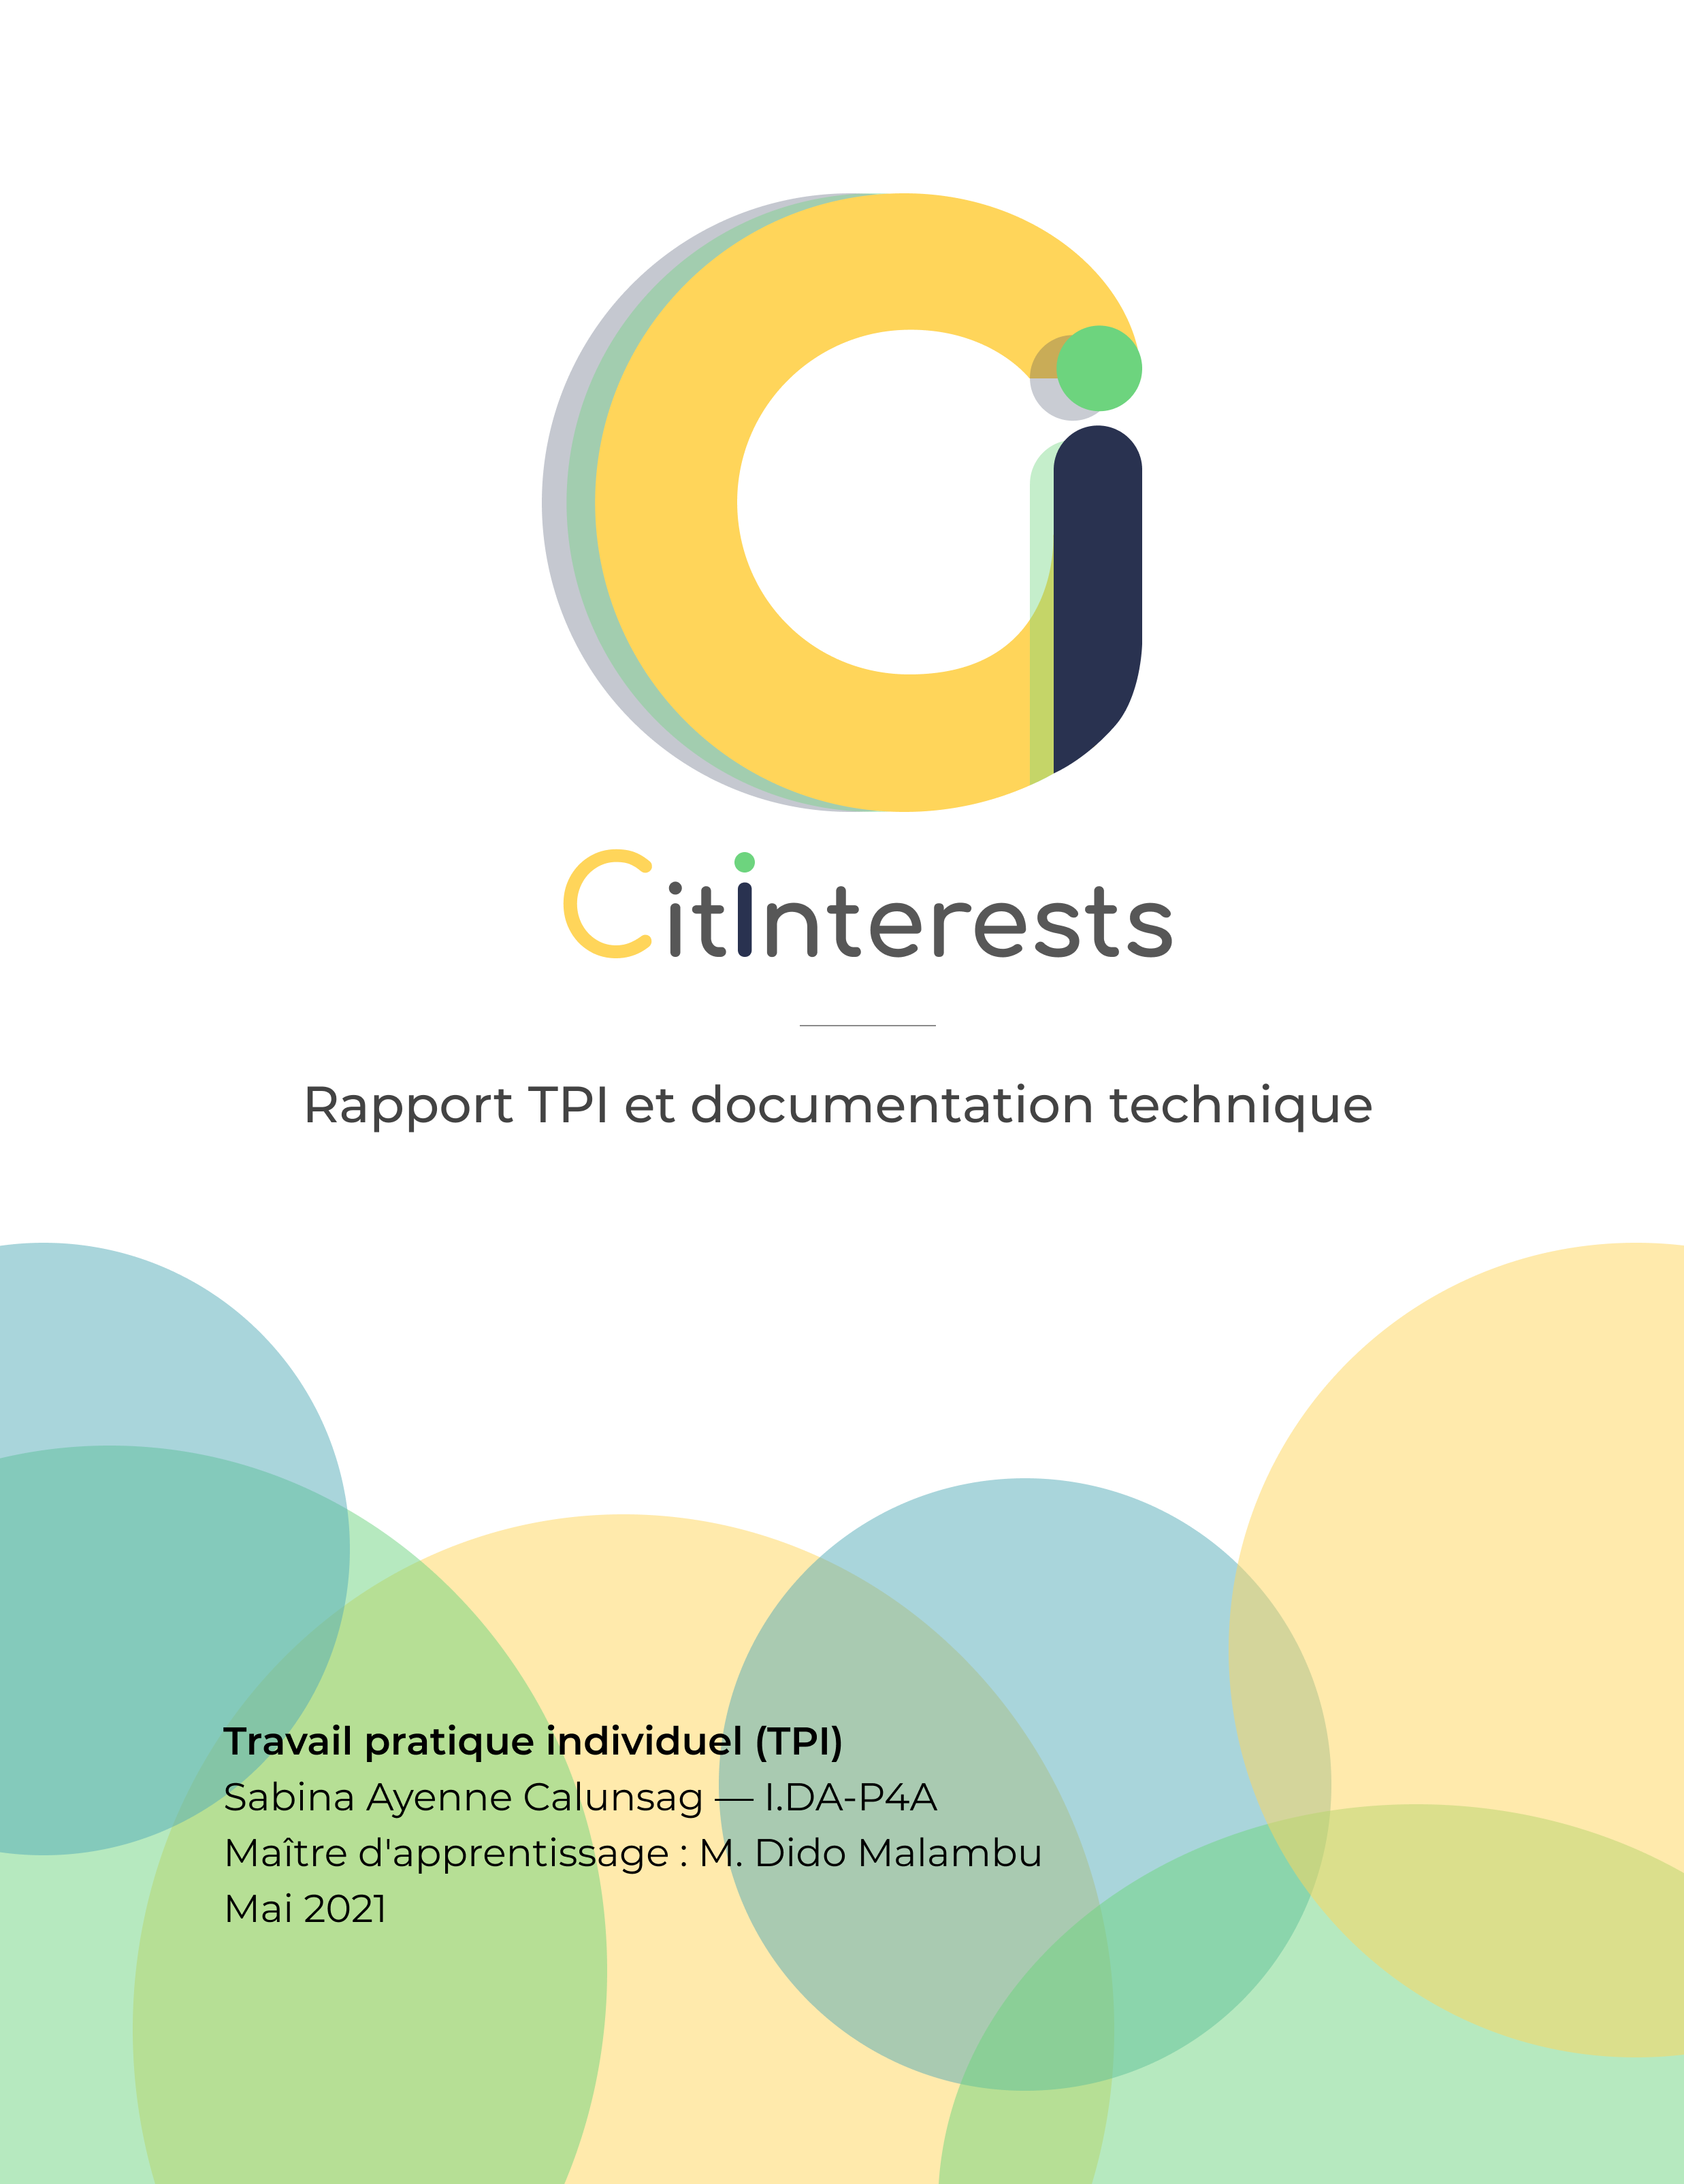 Ci
CitInterests
Rapport TPI et documentation technique
Travail pratique individuel (TPI)
Sabina Ayenne Calunsag — I.DA-P4A
Maître d'apprentissage : M. Dido Malambu
Mai 2021